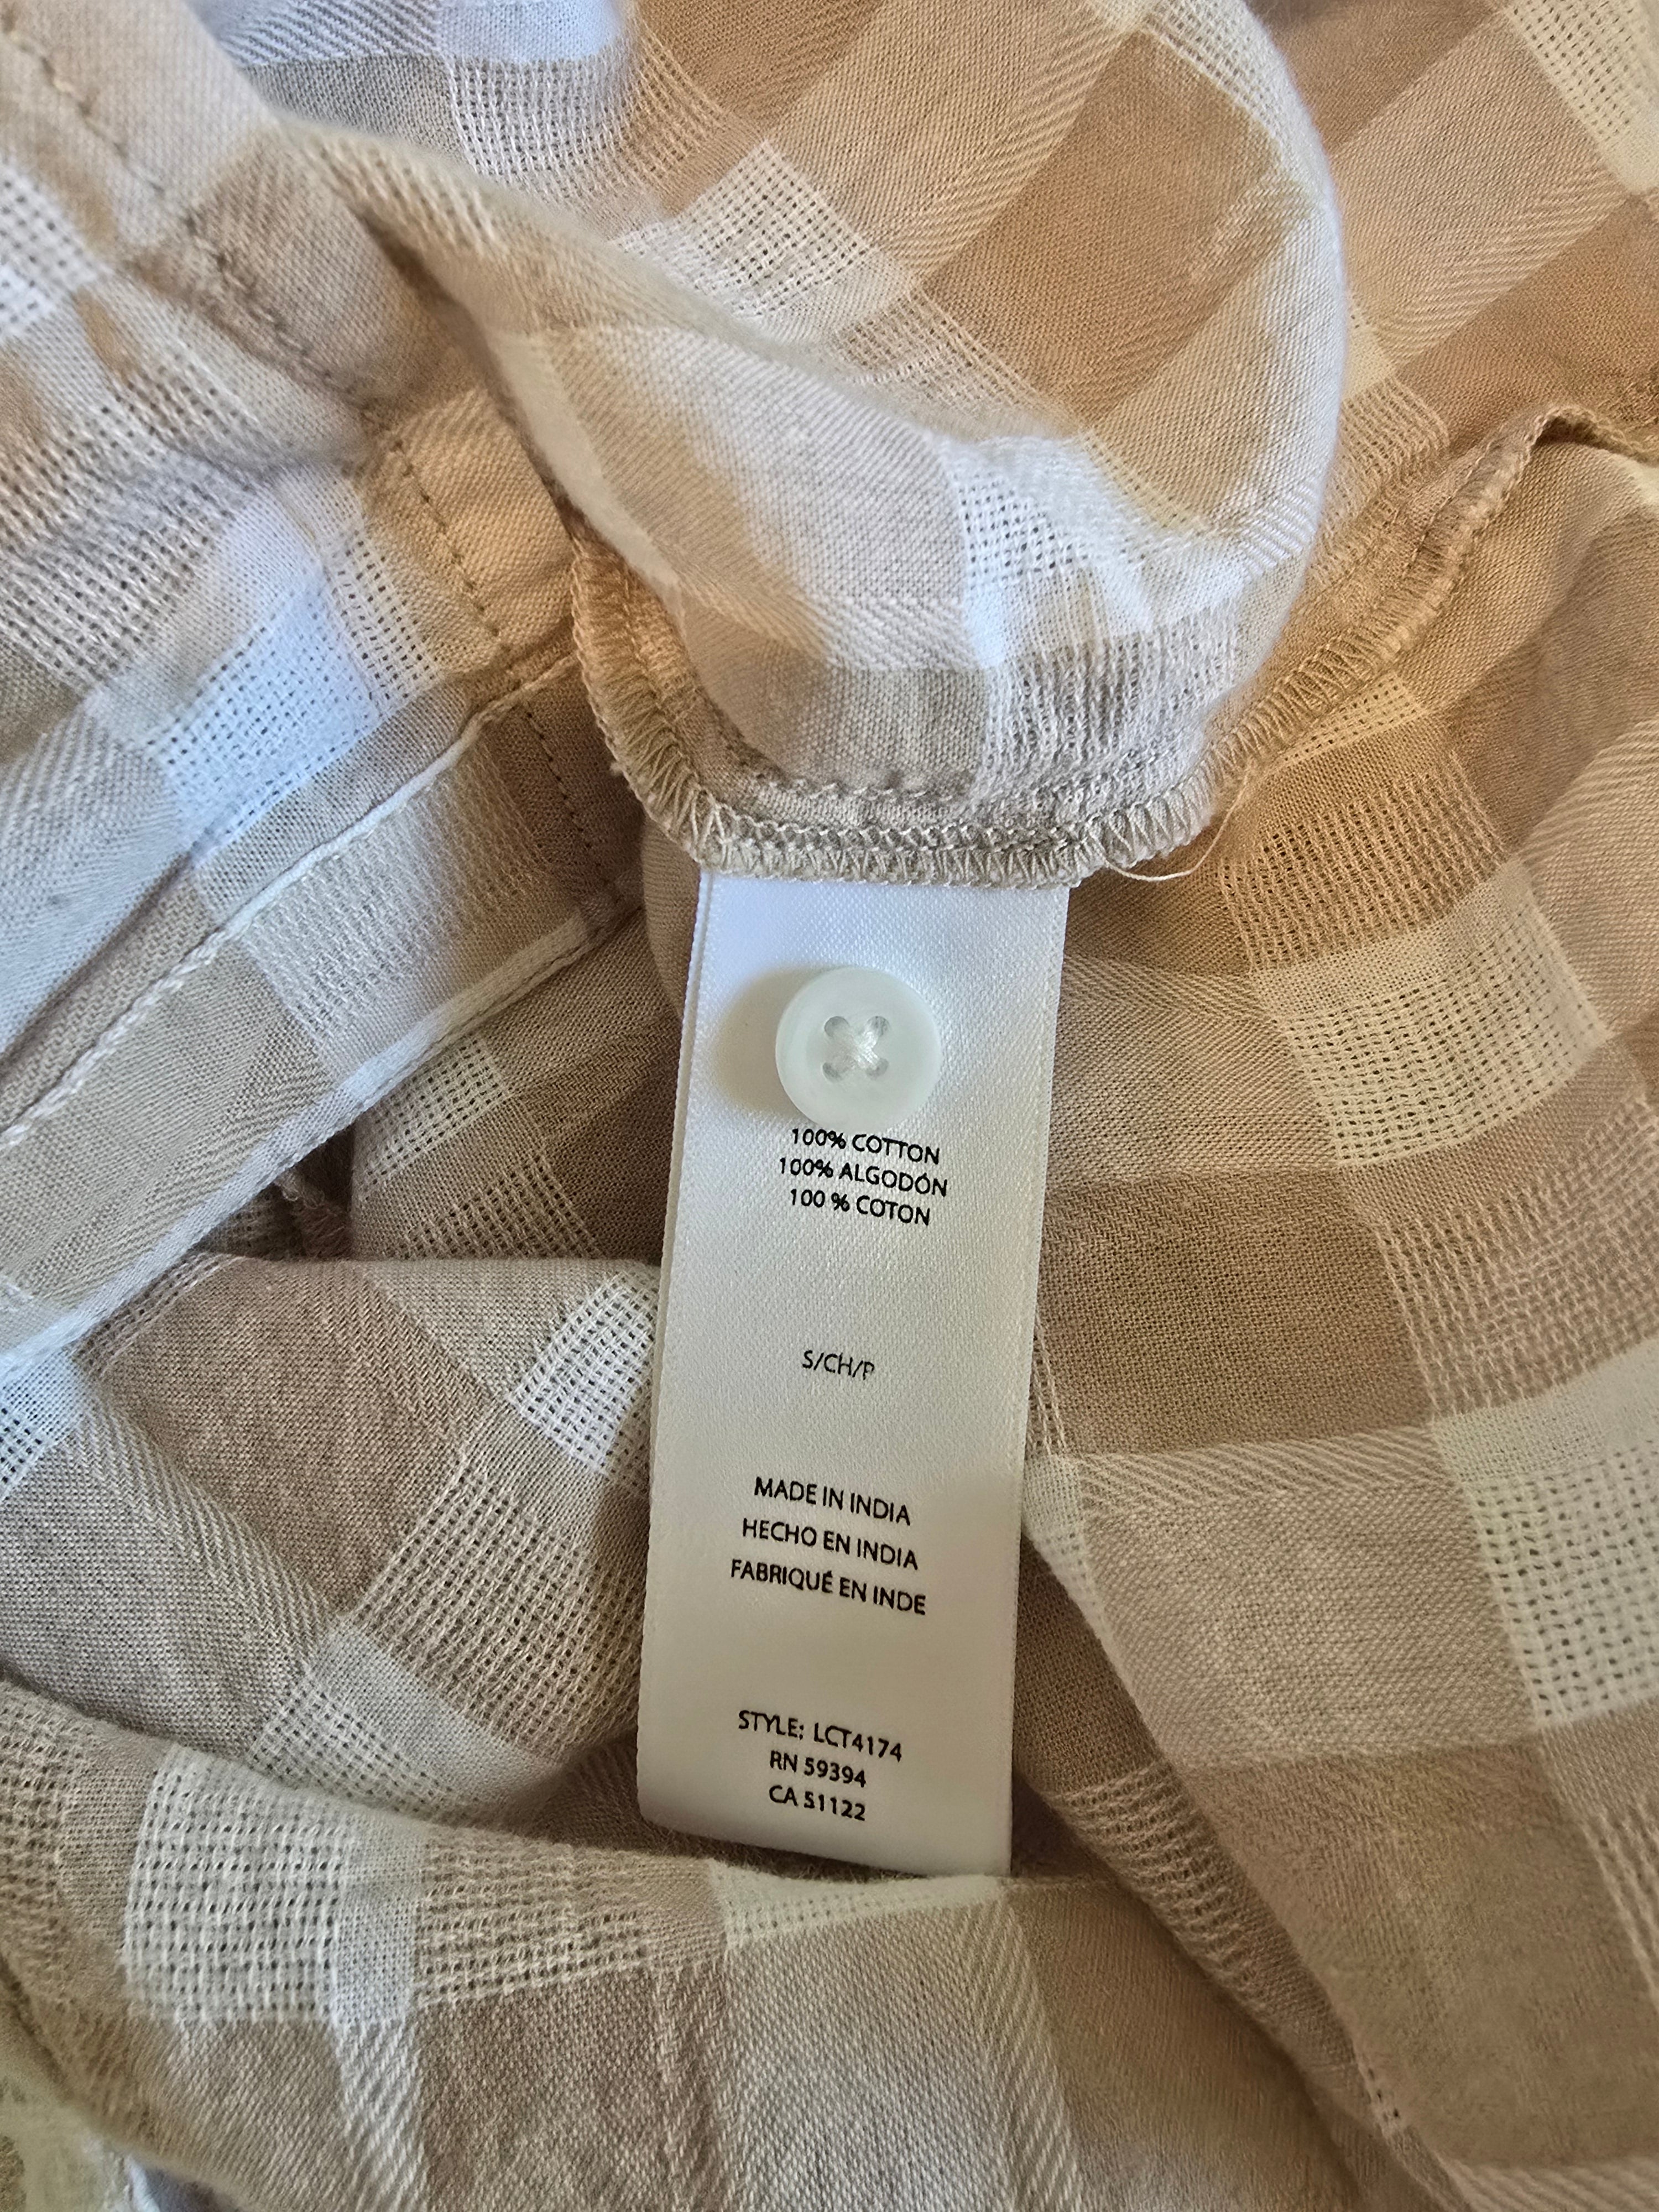 100% COTTON
100% ALGODÓN
100 % COTON
S/CH/P
MADE IN INDIA
HECHO EN INDIA
FABRIQUÉ EN INDE
STYLE: LCT4174
RN 59394
CA 51122